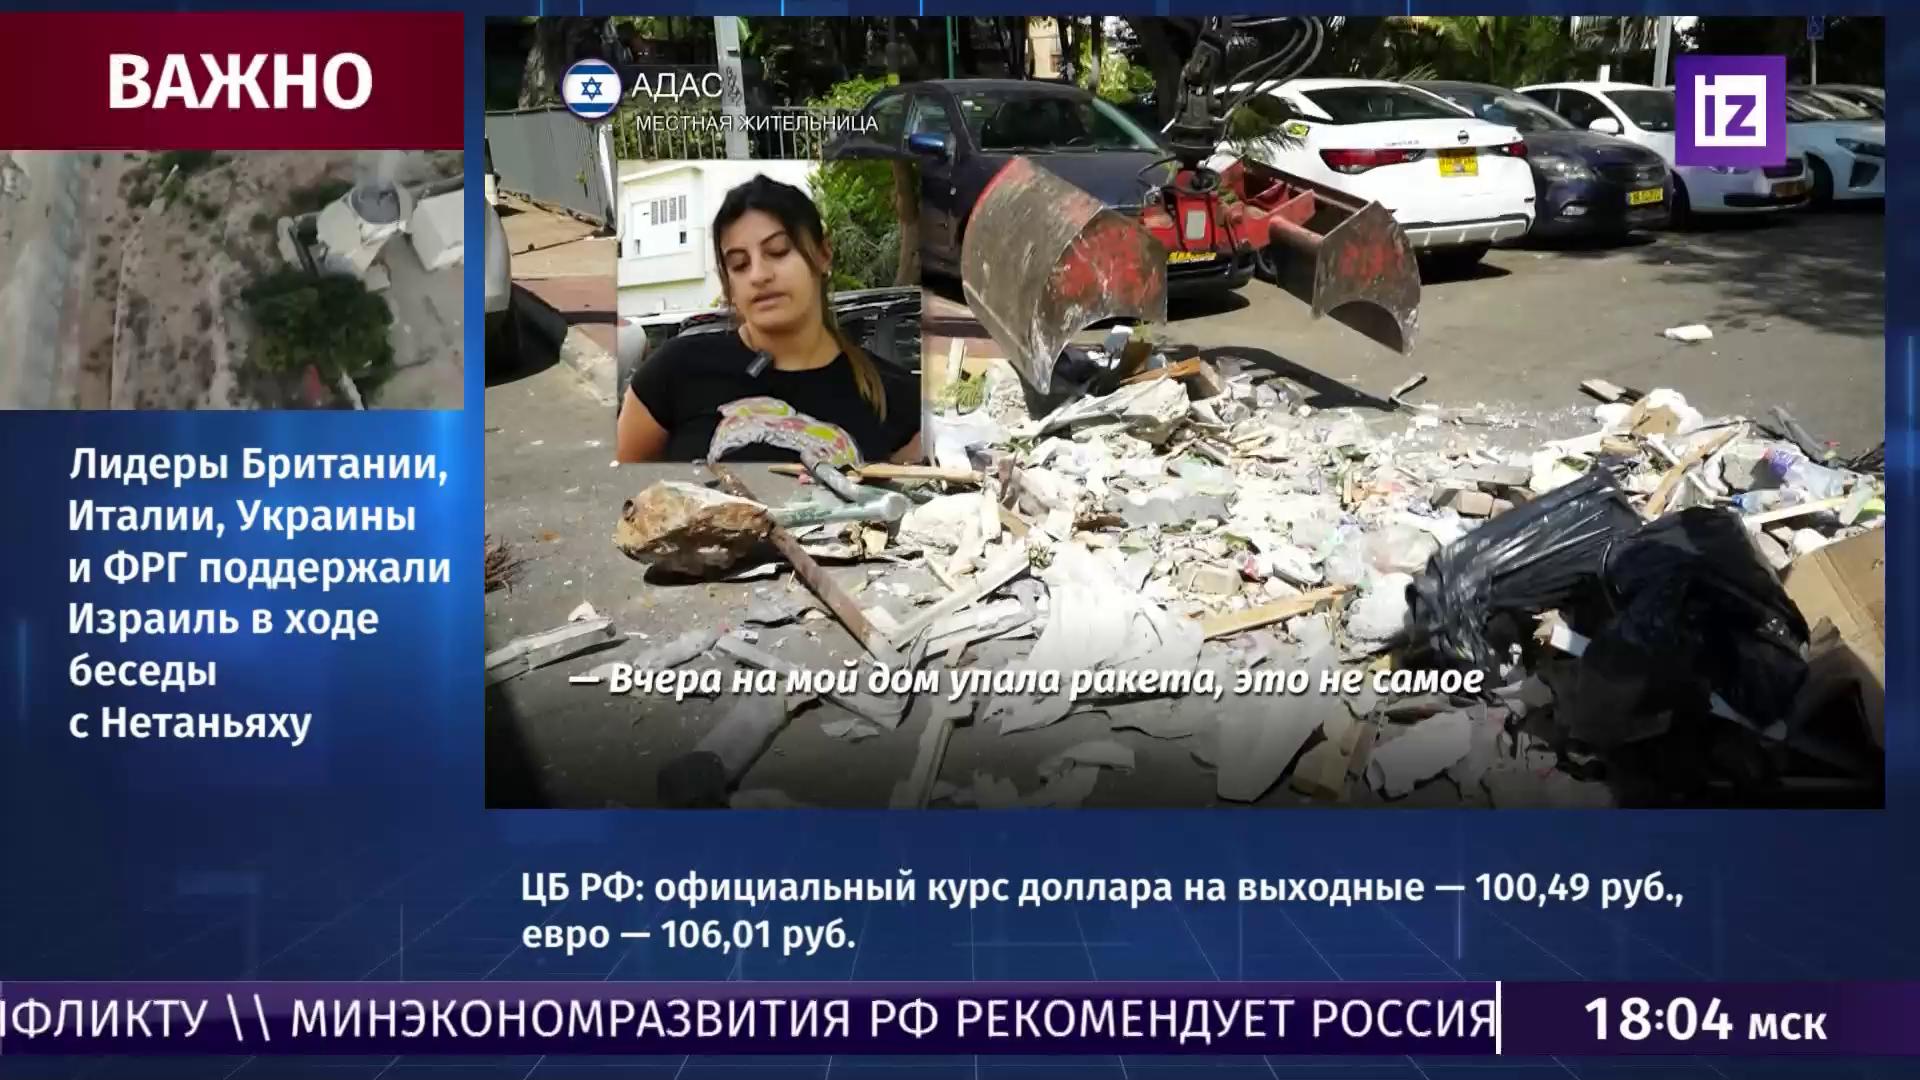 ВАЖНО
Лидеры Британии,
Италии, Украины
и ФРГ поддержали
Израиль в ходе
беседы
с Нетаньяху
АДАС
МЕСТНАЯ ЖИТЕЛЬНИЦА
iz
— Вчера на мой дом упала ракета, это не самое
ЦБ РФ: официальный курс доллара на выходные — 100,49 руб.,
евро — 106,01 руб.
НФЛИКТУ \\ МИНЭКОНОМРАЗВИТИЯ РФ РЕКОМЕНДУЕТ РОССИЯ
18:04 мск